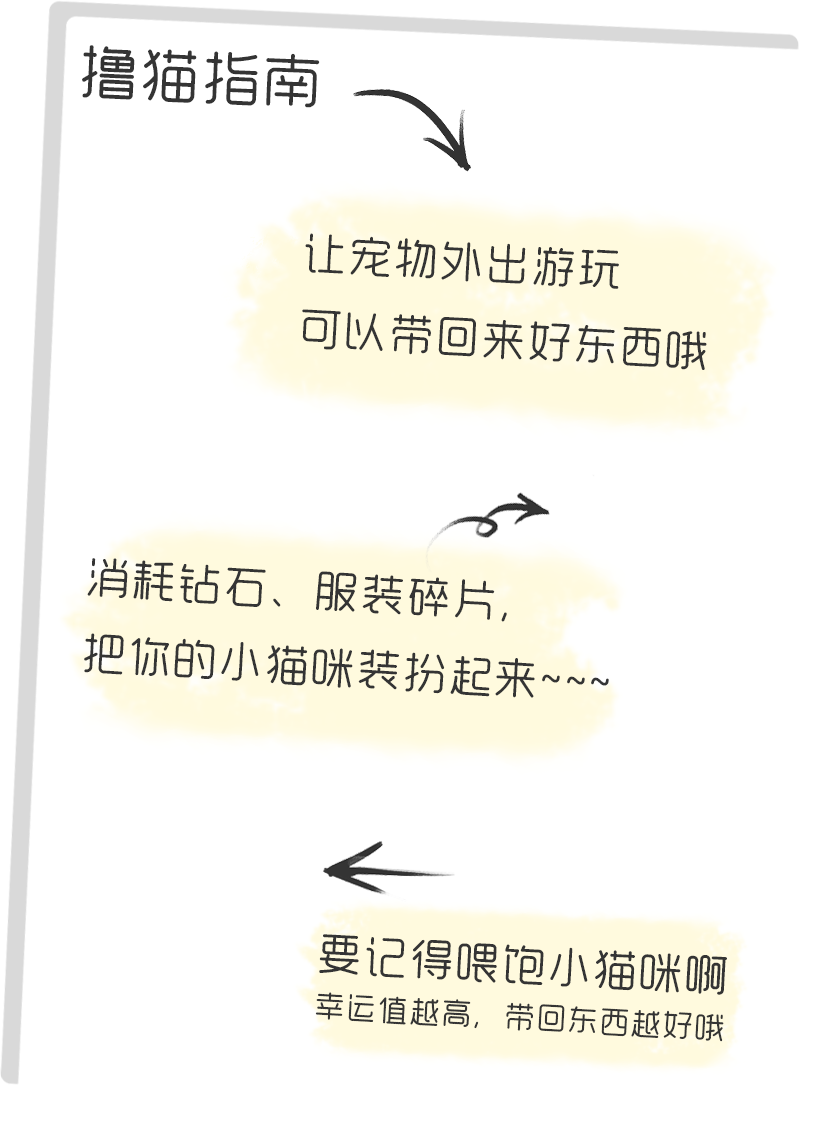 撸猫指南
让宠物外出游玩
可以带回来好东西哦
消耗钻石、服装碎片,
把你的小猫咪装扮起来~~~
要记得喂饱小猫咪啊
幸运值越高,带回东西越好哦